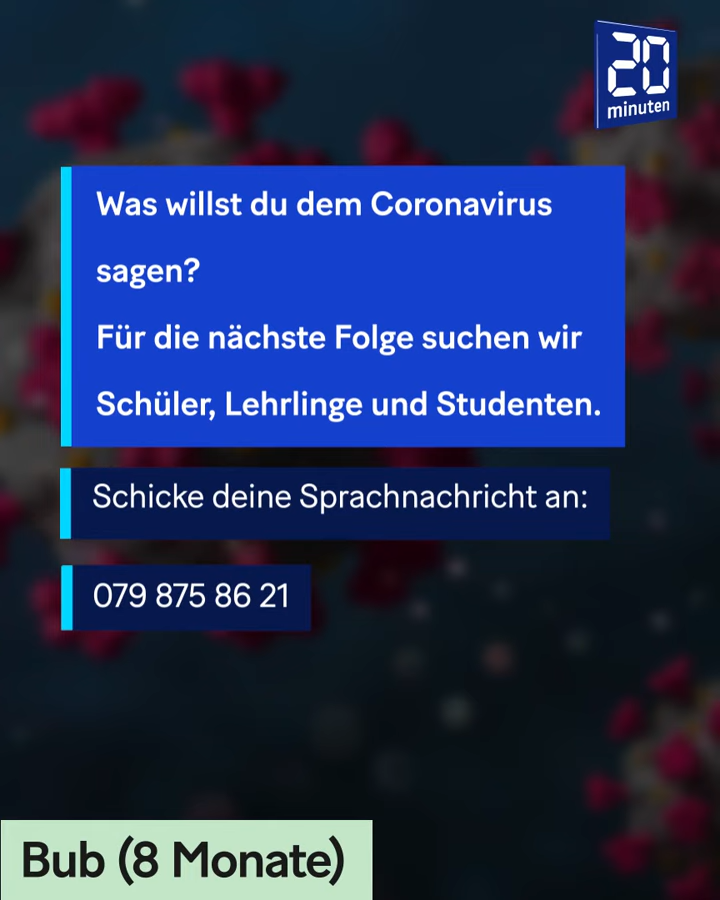 20
minuten
Was willst du dem Coronavirus
sagen?
Für die nächste Folge suchen wir
Schüler, Lehrlinge und Studenten.
Schicke deine Sprachnachricht an:
079 875 86 21
Bub (8 Monate)